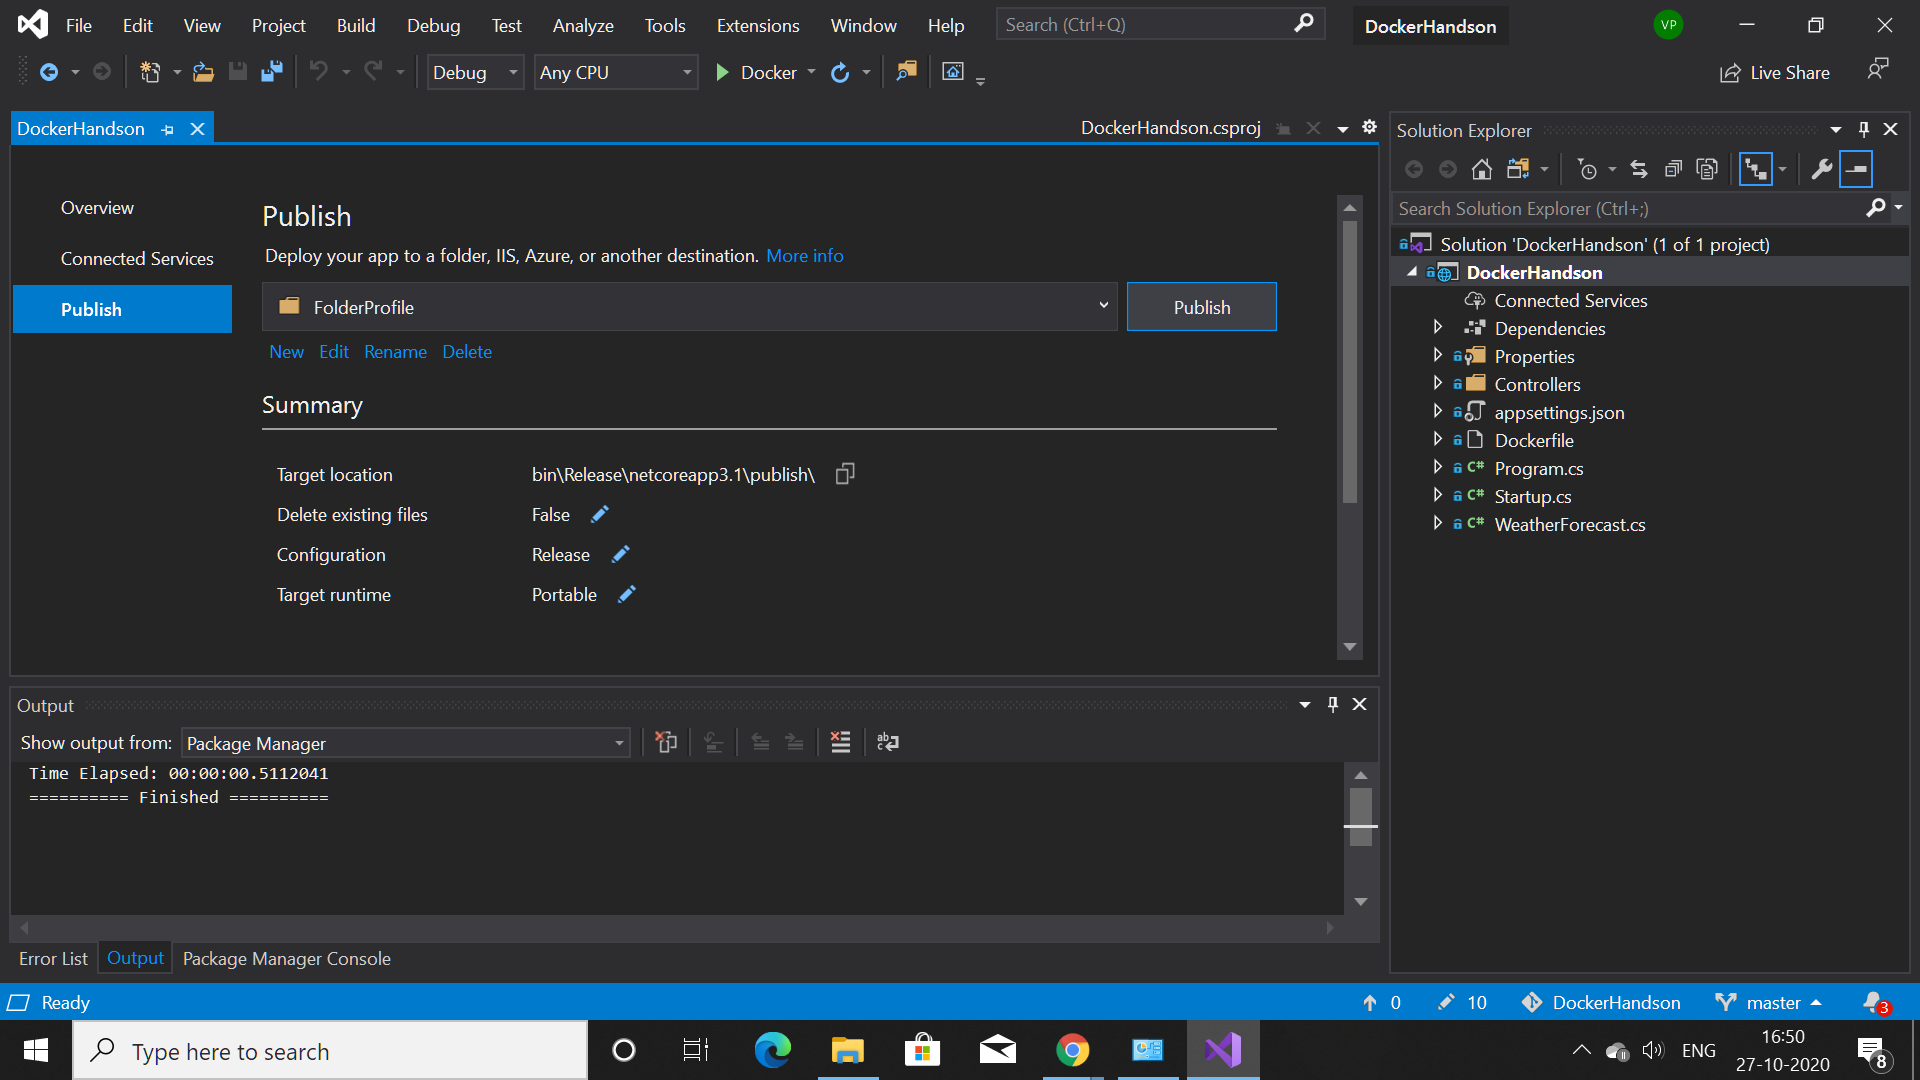 File Edit View Project Build Debug Test Analyze Tools Extensions Window Help Search (Ctrl+Q) DockerHandson VP
Debug Any CPU Docker Live Share
DockerHandson DockerHandson.csproj
Overview
Connected Services
Publish
Publish
Deploy your app to a folder, IIS, Azure, or another destination. More info
FolderProfile Publish
New Edit Rename Delete
Summary
Target location bin\Release\netcoreapp3.1\publish\
Delete existing files False
Configuration Release
Target runtime Portable
Output
Show output from: Package Manager
Time Elapsed: 00:00:00.5112041
========== Finished ==========
Error List Output Package Manager Console
Solution Explorer
Search Solution Explorer (Ctrl+;)
Solution 'DockerHandson' (1 of 1 project)
DockerHandson
Connected Services
Dependencies
Properties
Controllers
appsettings.json
Dockerfile
C# Program.cs
C# Startup.cs
C# WeatherForecast.cs
Ready 0 10 DockerHandson master 3
Type here to search ENG 16:50
27-10-2020 8